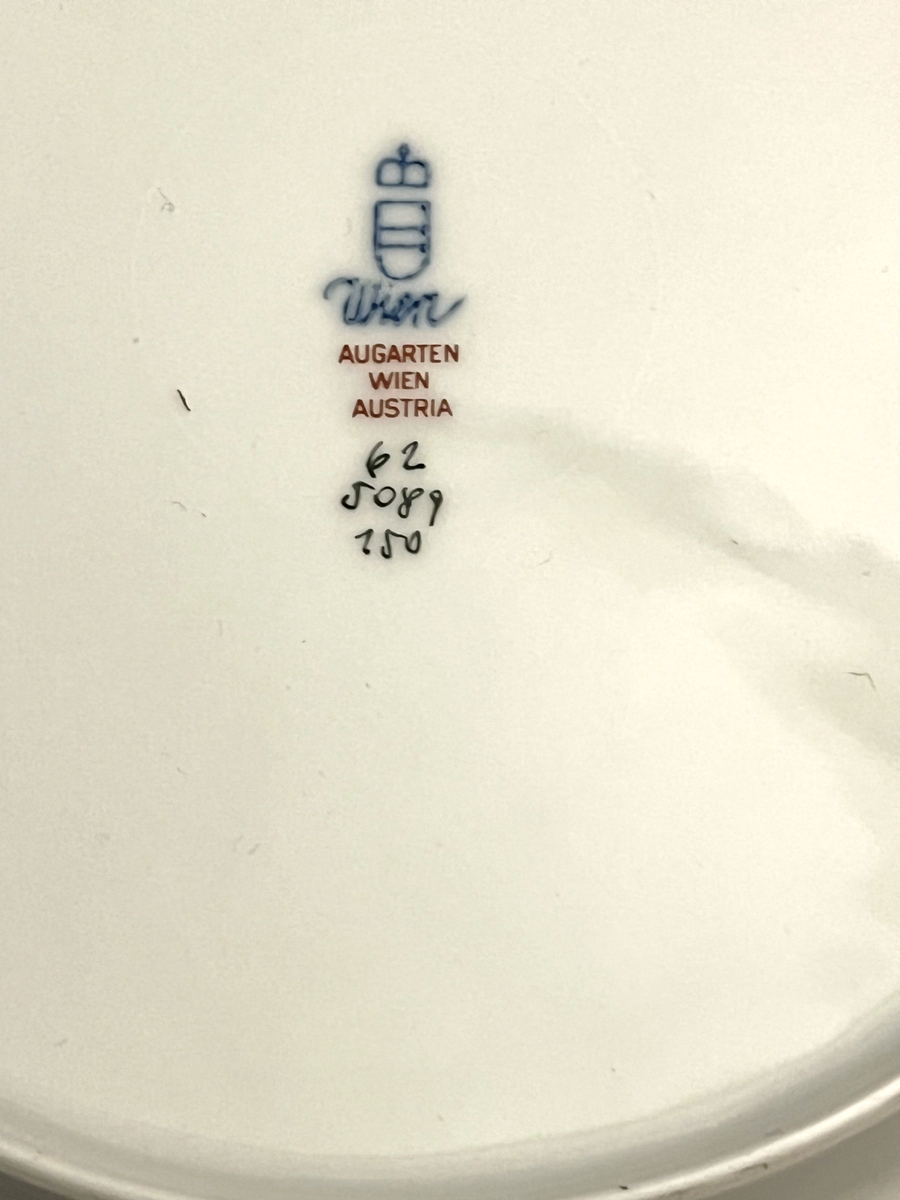 Wien
AUGARTEN
WIEN
AUSTRIA
62
5089
150